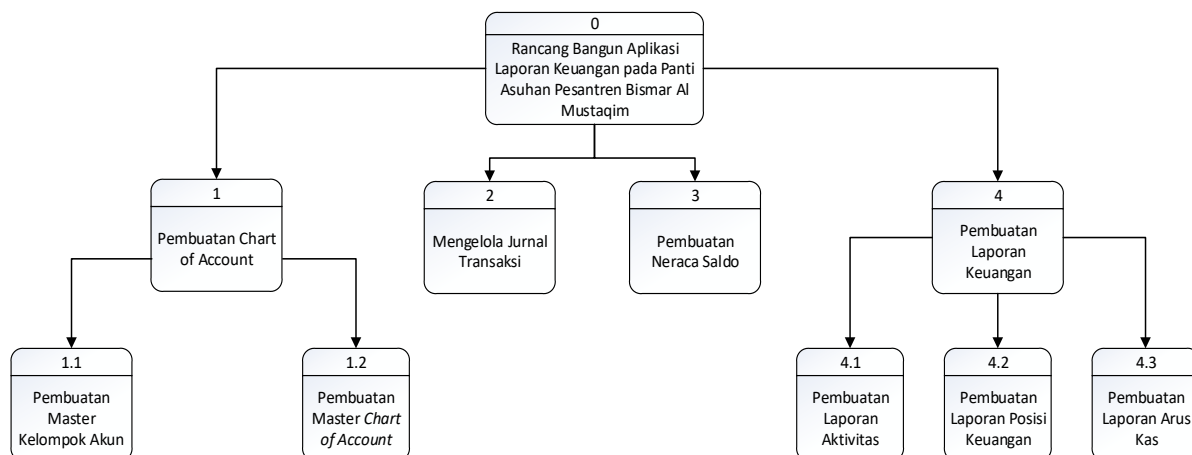 0
Rancang Bangun Aplikasi
Laporan Keuangan pada Panti
Asuhan Pesantren Bismar Al
Mustaqim
1
Pembuatan Chart
of Account
2
Mengelola Jurnal
Transaksi
3
Pembuatan
Neraca Saldo
4
Pembuatan
Laporan
Keuangan
1.1
Pembuatan
Master
Kelompok Akun
1.2
Pembuatan
Master Chart
of Account
4.1
Pembuatan
Laporan
Aktivitas
4.2
Pembuatan
Laporan Posisi
Keuangan
4.3
Pembuatan
Laporan Arus
Kas